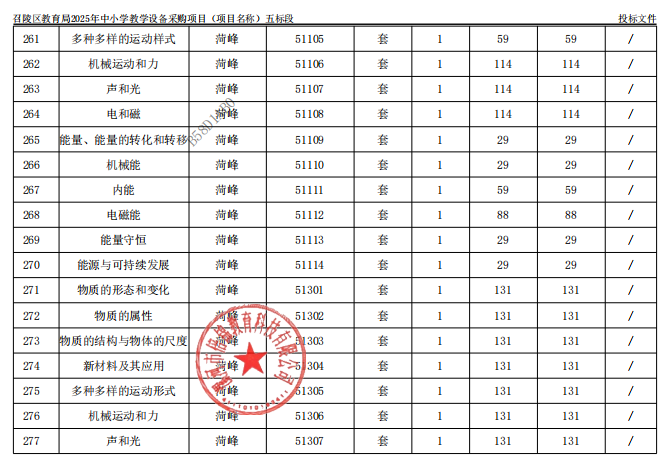 召陵区教育局2025年中小学教学设备采购项目（项目名称）五标段 投标文件
261 多种多样的运动样式 菏峰 51105 套 1 59 59 /
262 机械运动和力 菏峰 51106 套 1 114 114 /
263 声和光 菏峰 51107 套 1 114 114 /
264 电和磁 菏峰 51108 套 1 114 114 /
265 能量、能量的转化和转移 菏峰 51109 套 1 29 29 /
266 机械能 菏峰 51110 套 1 29 29 /
267 内能 菏峰 51111 套 1 59 59 /
268 电磁能 菏峰 51112 套 1 88 88 /
269 能量守恒 菏峰 51113 套 1 29 29 /
270 能源与可持续发展 菏峰 51114 套 1 29 29 /
271 物质的形态和变化 菏峰 51301 套 1 131 131 /
272 物质的属性 菏峰 51302 套 1 131 131 /
273 物质的结构与物体的尺度 菏峰 51303 套 1 131 131 /
274 新材料及其应用 菏峰 51304 套 1 131 131 /
275 多种多样的运动形式 菏峰 51305 套 1 131 131 /
276 机械运动和力 菏峰 51306 套 1 131 131 /
277 声和光 菏峰 51307 套 1 131 131 /
教育科技有限公司